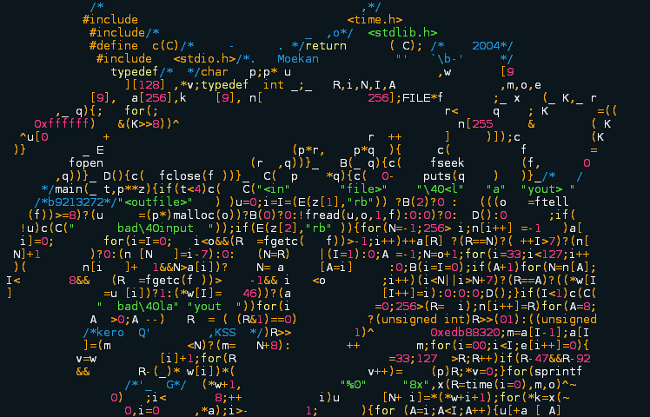 /* ,*/
#include <time.h>
#include/* _ ,o*/ <stdlib.h>
#define c(C)/* - . */return ( C); /* 2004*/
#include <stdio.h>/*. Moekan "' `\b-' */
typedef/* */char p;p* u ,w [9
][128] ,*v;typedef int _;_ R,i,N,I,A ,m,o,e
[9], a[256],k [9], n[ 256];FILE*f ;_ x (_ K,_ r
,_ q){; for(; r< q ; K =((
0xffffff) &(K>>8))^ n[255 & ( K
^u[0 + r ++ ] )]);c (K
)} _ E (p*r, p*q ){ c( f
fopen (r ,q))}_ B(_ q){c( fseek (f, 0
,q))}_ D(){c( fclose(f ))}_ C( p *q){c( 0- puts(q ) )}_/* /
*/main(_ t,p**z){if(t<4)c( C("<in" "file>" "\40<l" "a" "yout> "
/*b9213272*/"<outfile>" ) )u=0;i=I=(E(z[1],"rb")) ?B(2)?0 : (((o =ftell
(f))>=8)?(u =(p*)malloc(o))?B(0)?0:!fread(u,o,1,f):0:0)?0: D():0 ;if(
!u)c(C(" bad\40input "));if(E(z[2],"rb" )){for(N=-1;256> i;n[i++] =-1 )a[
i]=0; for(i=I=0; i<o&&(R =fgetc( f))>-1;i++)++a[R] ?(R==N)?( ++I>7)?(n[
N]+1 )?0:(n [N ]=i-7):0: (N=R) |(I=1):0;A =-1;N=o+1;for(i=33;i<127;i++
)( n[i ]+ 1&&N>a[i])? N= a [A=i] :0;B(i=I=0);if(A+1)for(N=n[A];
I< 8&& (R =fgetc(f ))> -1&& i <o ;i++)(i<N||i>N+7)?(R==A)?((*w[I
] =u [i])?1:(*w[I]= 46))?(a [I++]=i):0:0:0;D();}if(I<1)c(C(
" bad\40la" "yout "))for(i =0;256>(R= i);n[i++]=R)for(A=8;
A >0;A --) R = ( (R&1)==0) ?(unsigned int)R>>(01):((unsigned
/*kero Q' ,KSS */)R>> 1)^ 0xedb88320;m=a[I-1];a[I
]=(m <N)?(m= N+8): ++ m;for(i=00;i<I;e[i++]=0){
v=w [i]+1;for(R =33;127 >R;R++)if(R-47&&R-92
&& R-(_)* w[i])*( v++)= (p)R;*v=0;}for(sprintf
/*'_ G*/ (*w+1, "%0" "8x",x(R=time(i=0),m,o)^~
0) ;i< 8;++ i)u [N+ i]=*(*w+i+1);for(*k=x(~
0,i=0 ,*a);i>- 1; ){for (A=i;A<I;A++){u[+a [ A]